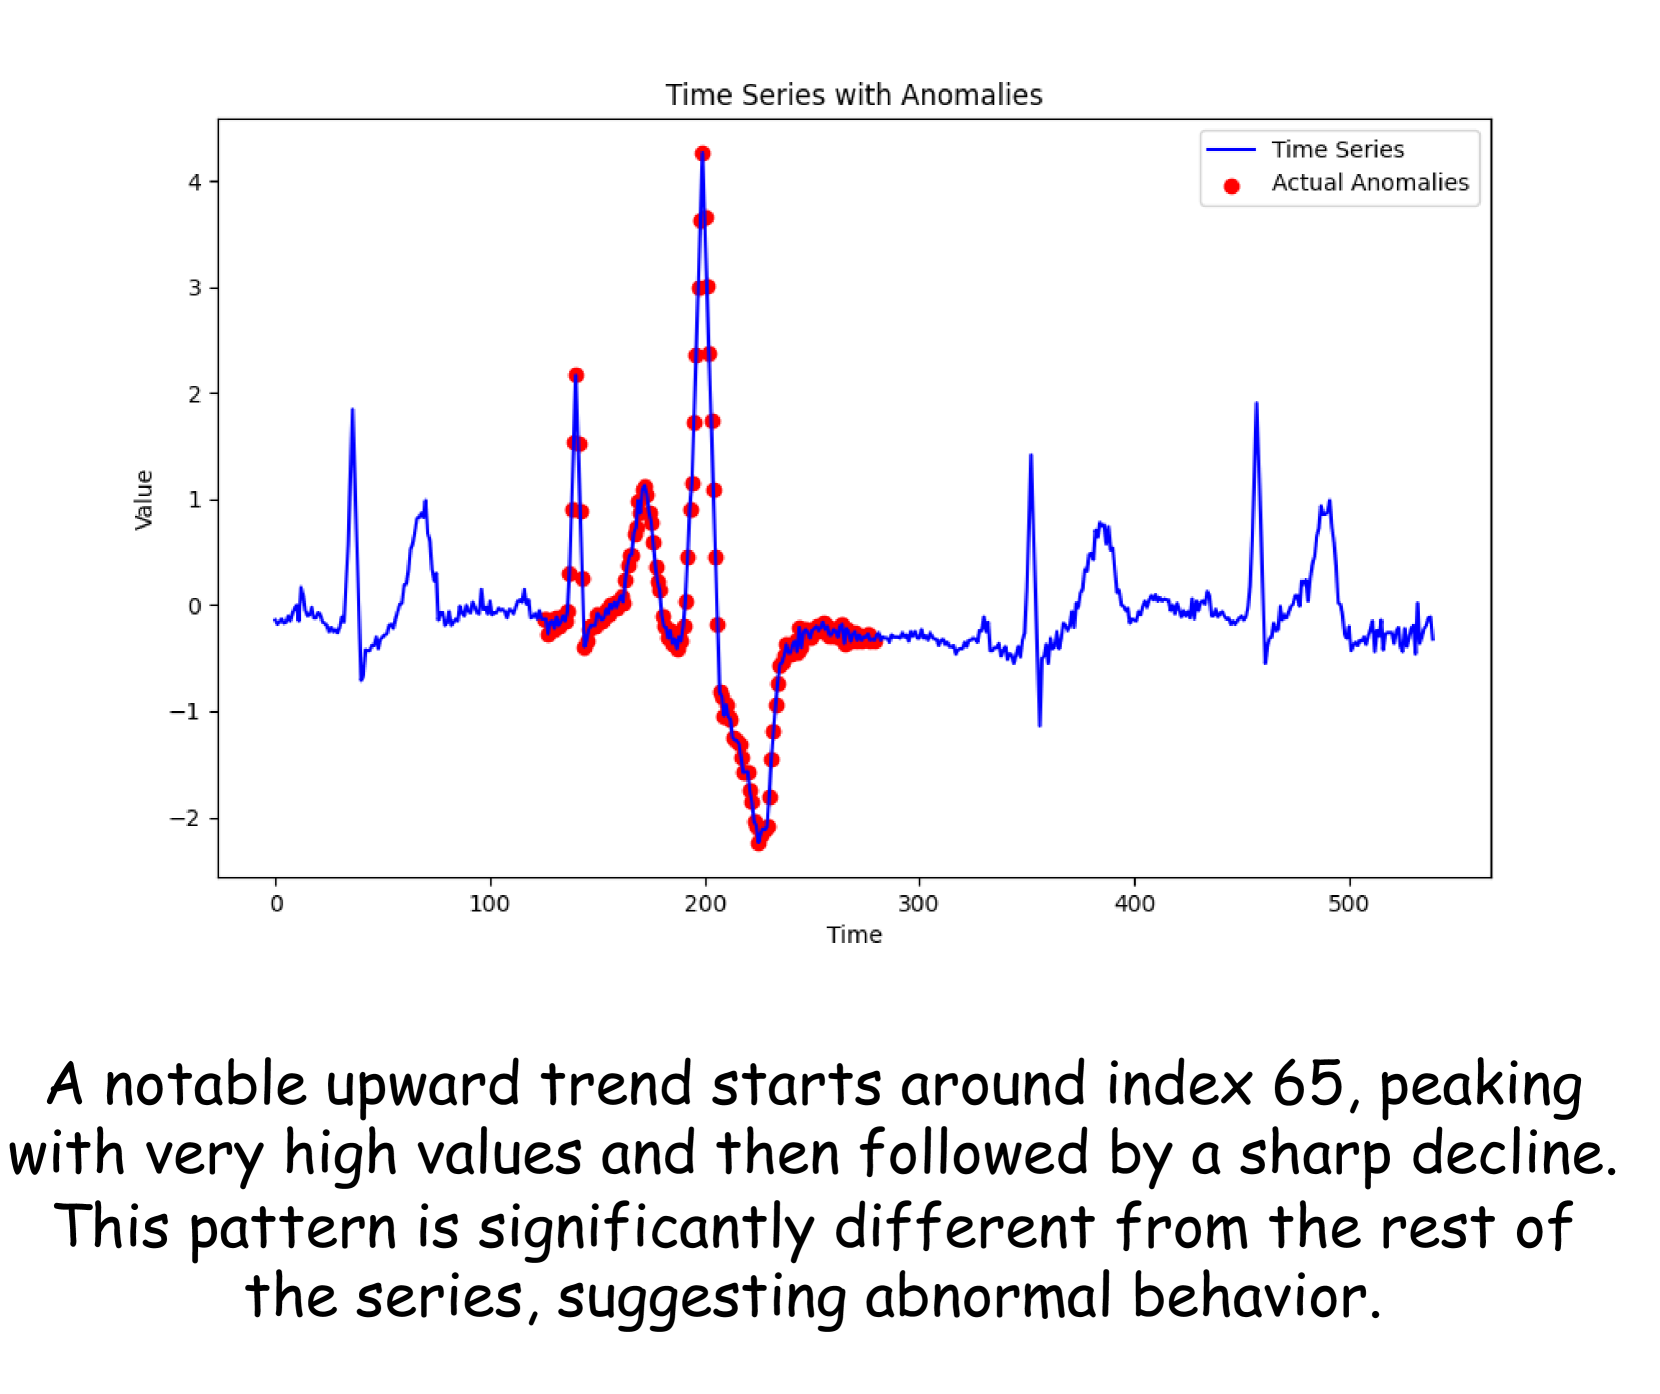 Time Series with Anomalies
Time Series
Actual Anomalies
4
3
2
1
0
−1
−2
Value
0 100 200 300 400 500
Time
A notable upward trend starts around index 65, peaking
with very high values and then followed by a sharp decline.
This pattern is significantly different from the rest of
the series, suggesting abnormal behavior.